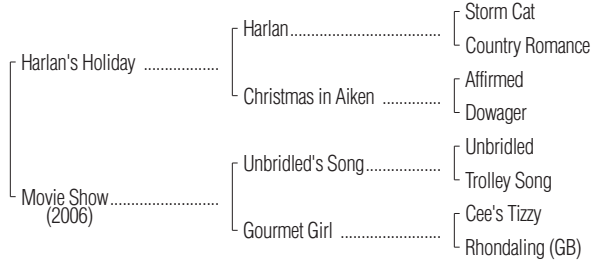 Storm Cat
Harlan
Country Romance
Harlan's Holiday
Affirmed
Christmas in Aiken
Dowager
Unbridled
Unbridled's Song
Trolley Song
Movie Show
(2006)
Cee's Tizzy
Gourmet Girl
Rhondaling (GB)